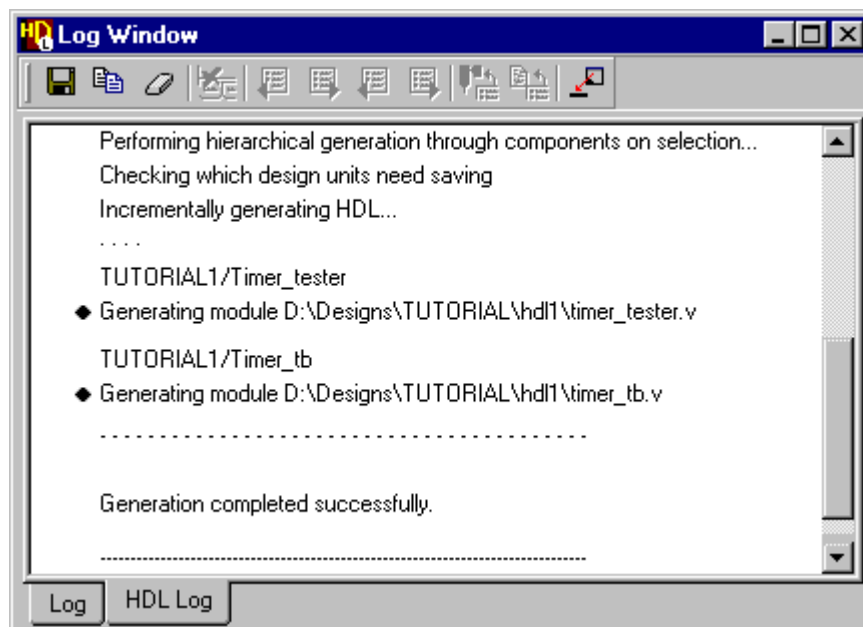 HDL Log Window
Performing hierarchical generation through components on selection...
Checking which design units need saving
Incrementally generating HDL...
. . . .
TUTORIAL1/Timer_tester
◆ Generating module D:\Designs\TUTORIAL\hdl1\timer_tester.v
TUTORIAL1/Timer_tb
◆ Generating module D:\Designs\TUTORIAL\hdl1\timer_tb.v
- - - - - - - - - - - - - - - - - - - - - - - - - - - - - - - - - - - - - - - - -
Generation completed successfully.
---------------------------------------------------------------------------------
Log HDL Log